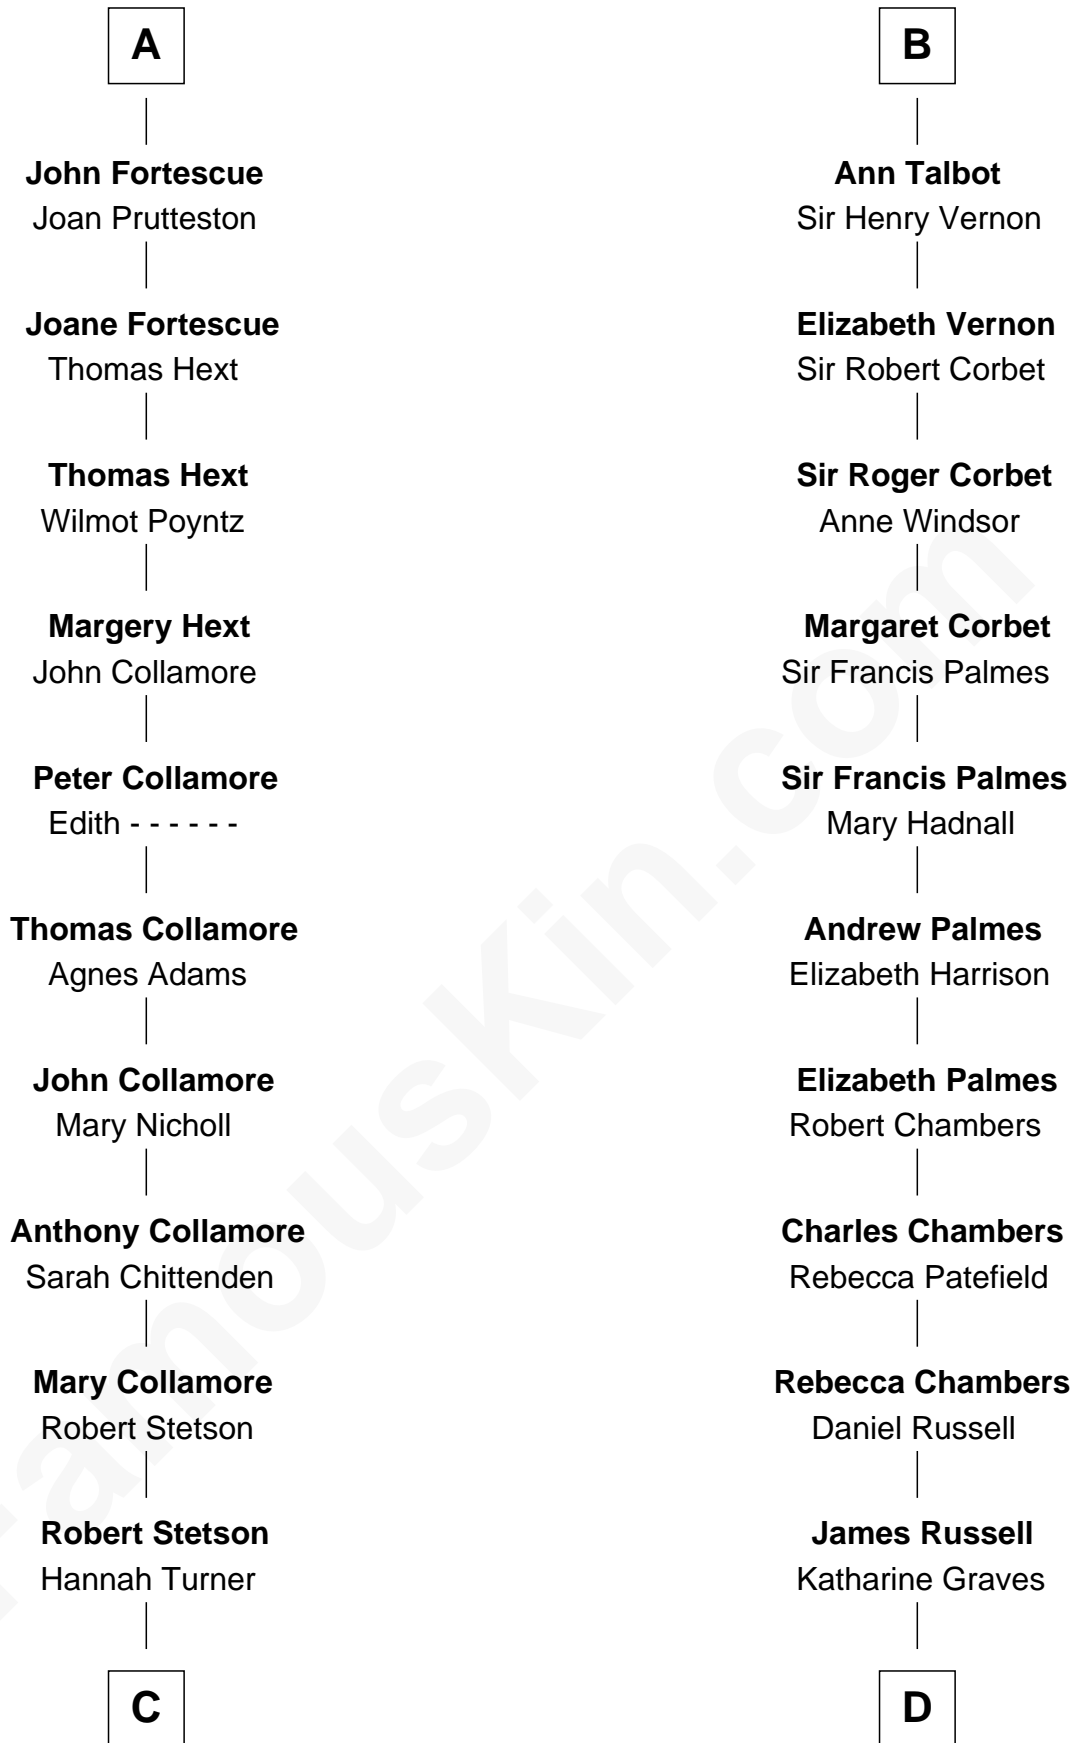 A
John Fortescue
Joan Prutteston
Joane Fortescue
Thomas Hext
Thomas Hext
Wilmot Poyntz
Margery Hext
John Collamore
Peter Collamore
Edith - - - - - -
Thomas Collamore
Agnes Adams
John Collamore
Mary Nicholl
Anthony Collamore
Sarah Chittenden
Mary Collamore
Robert Stetson
Robert Stetson
Hannah Turner
C
B
Ann Talbot
Sir Henry Vernon
Elizabeth Vernon
Sir Robert Corbet
Sir Roger Corbet
Anne Windsor
Margaret Corbet
Sir Francis Palmes
Sir Francis Palmes
Mary Hadnall
Andrew Palmes
Elizabeth Harrison
Elizabeth Palmes
Robert Chambers
Charles Chambers
Rebecca Patefield
Rebecca Chambers
Daniel Russell
James Russell
Katharine Graves
D
FamousKin.com